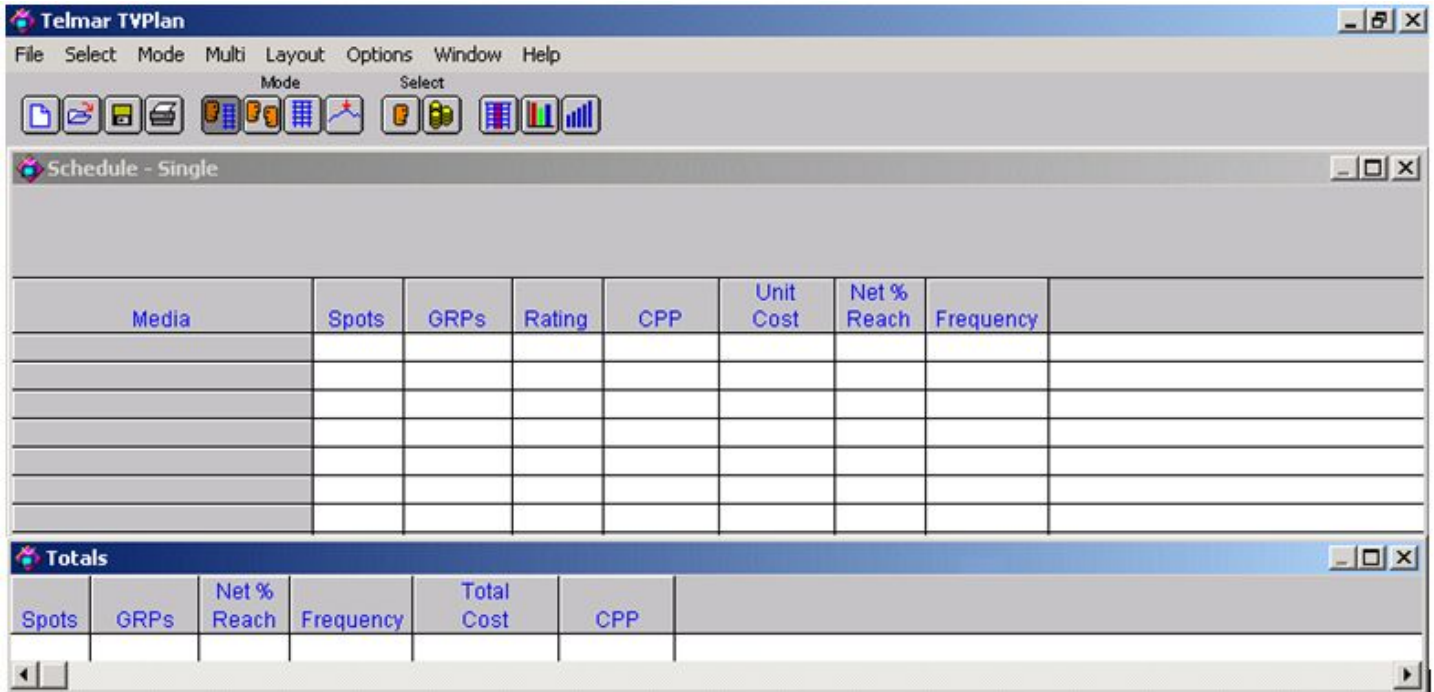 Telmar TVPlan
File Select Mode Multi Layout Options Window Help
Mode Select
Schedule - Single
Media Spots GRPs Rating CPP Unit Cost Net % Reach Frequency
Totals
Spots GRPs Net % Reach Frequency Total Cost CPP